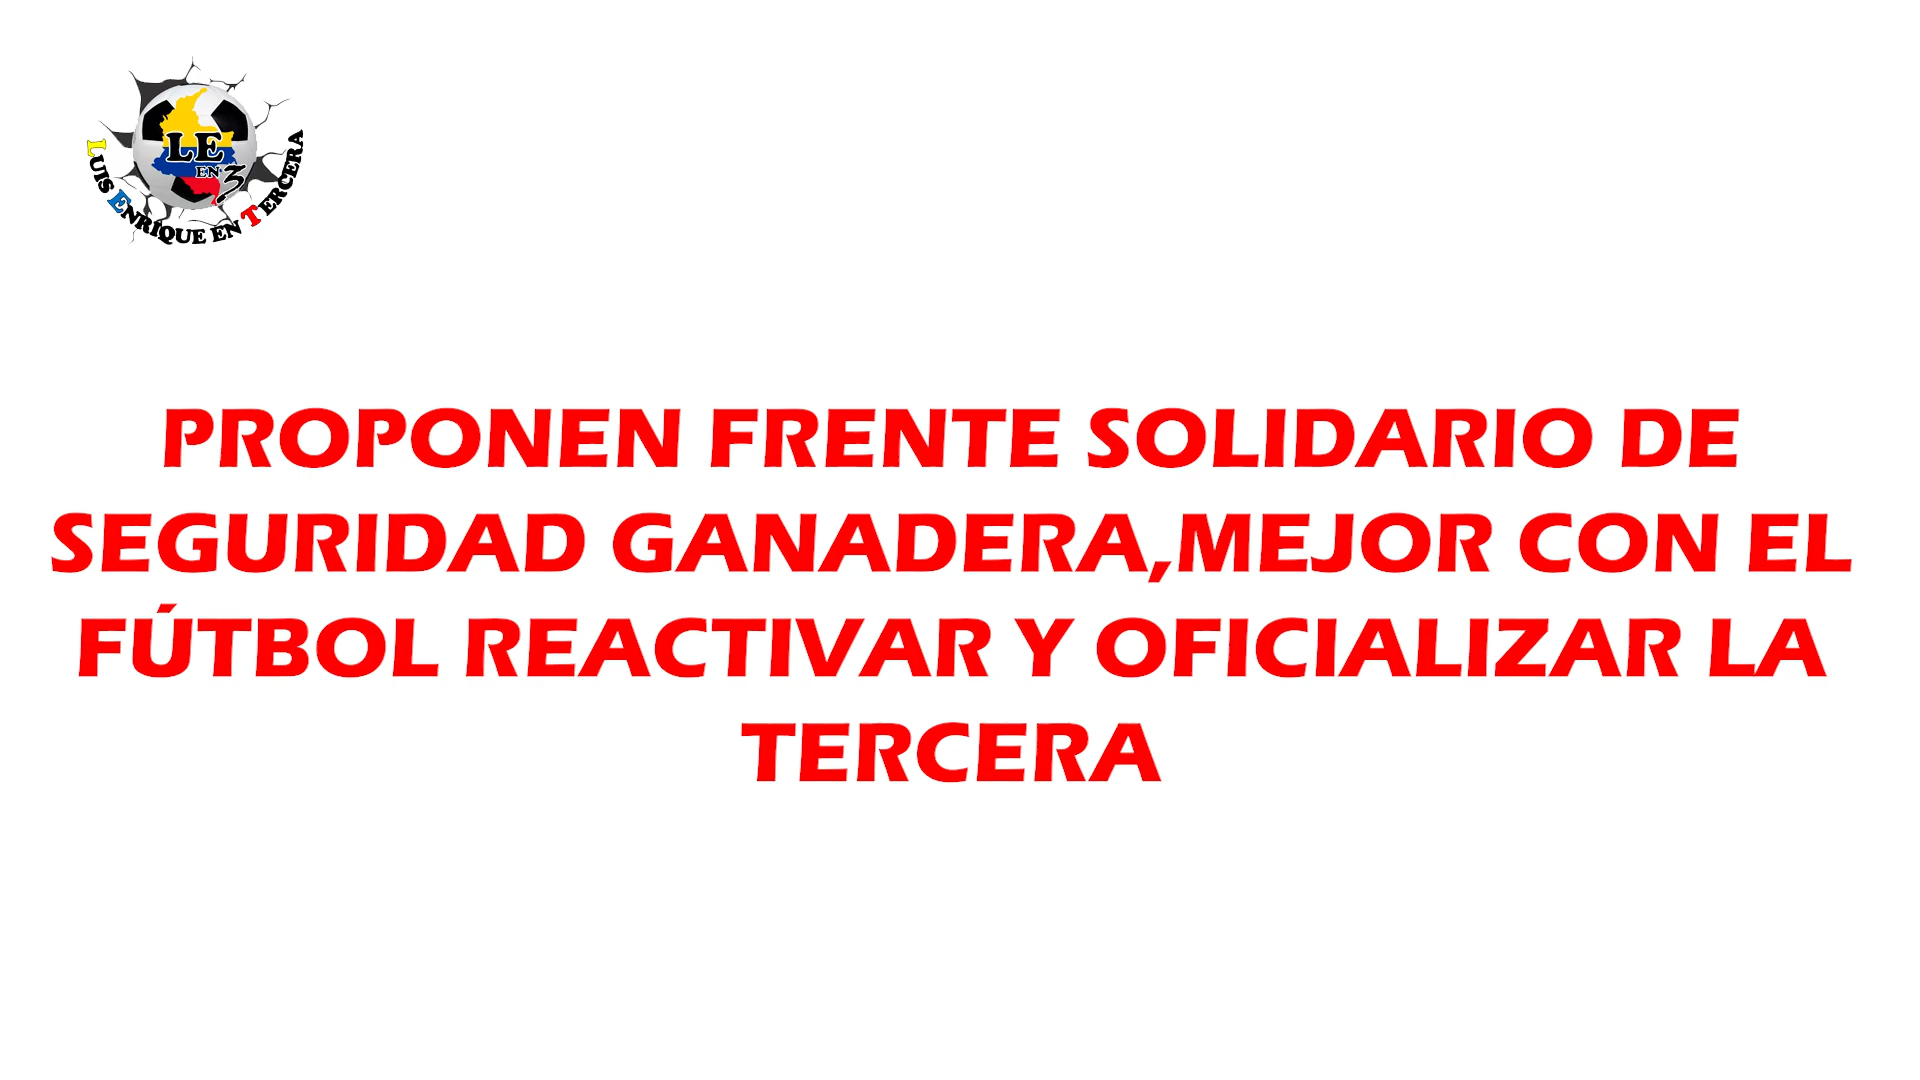 LE
EN 3
LUIS ENRIQUE EN TERCERA
PROPONEN FRENTE SOLIDARIO DE
SEGURIDAD GANADERA,MEJOR CON EL
FÚTBOL REACTIVAR Y OFICIALIZAR LA
TERCERA